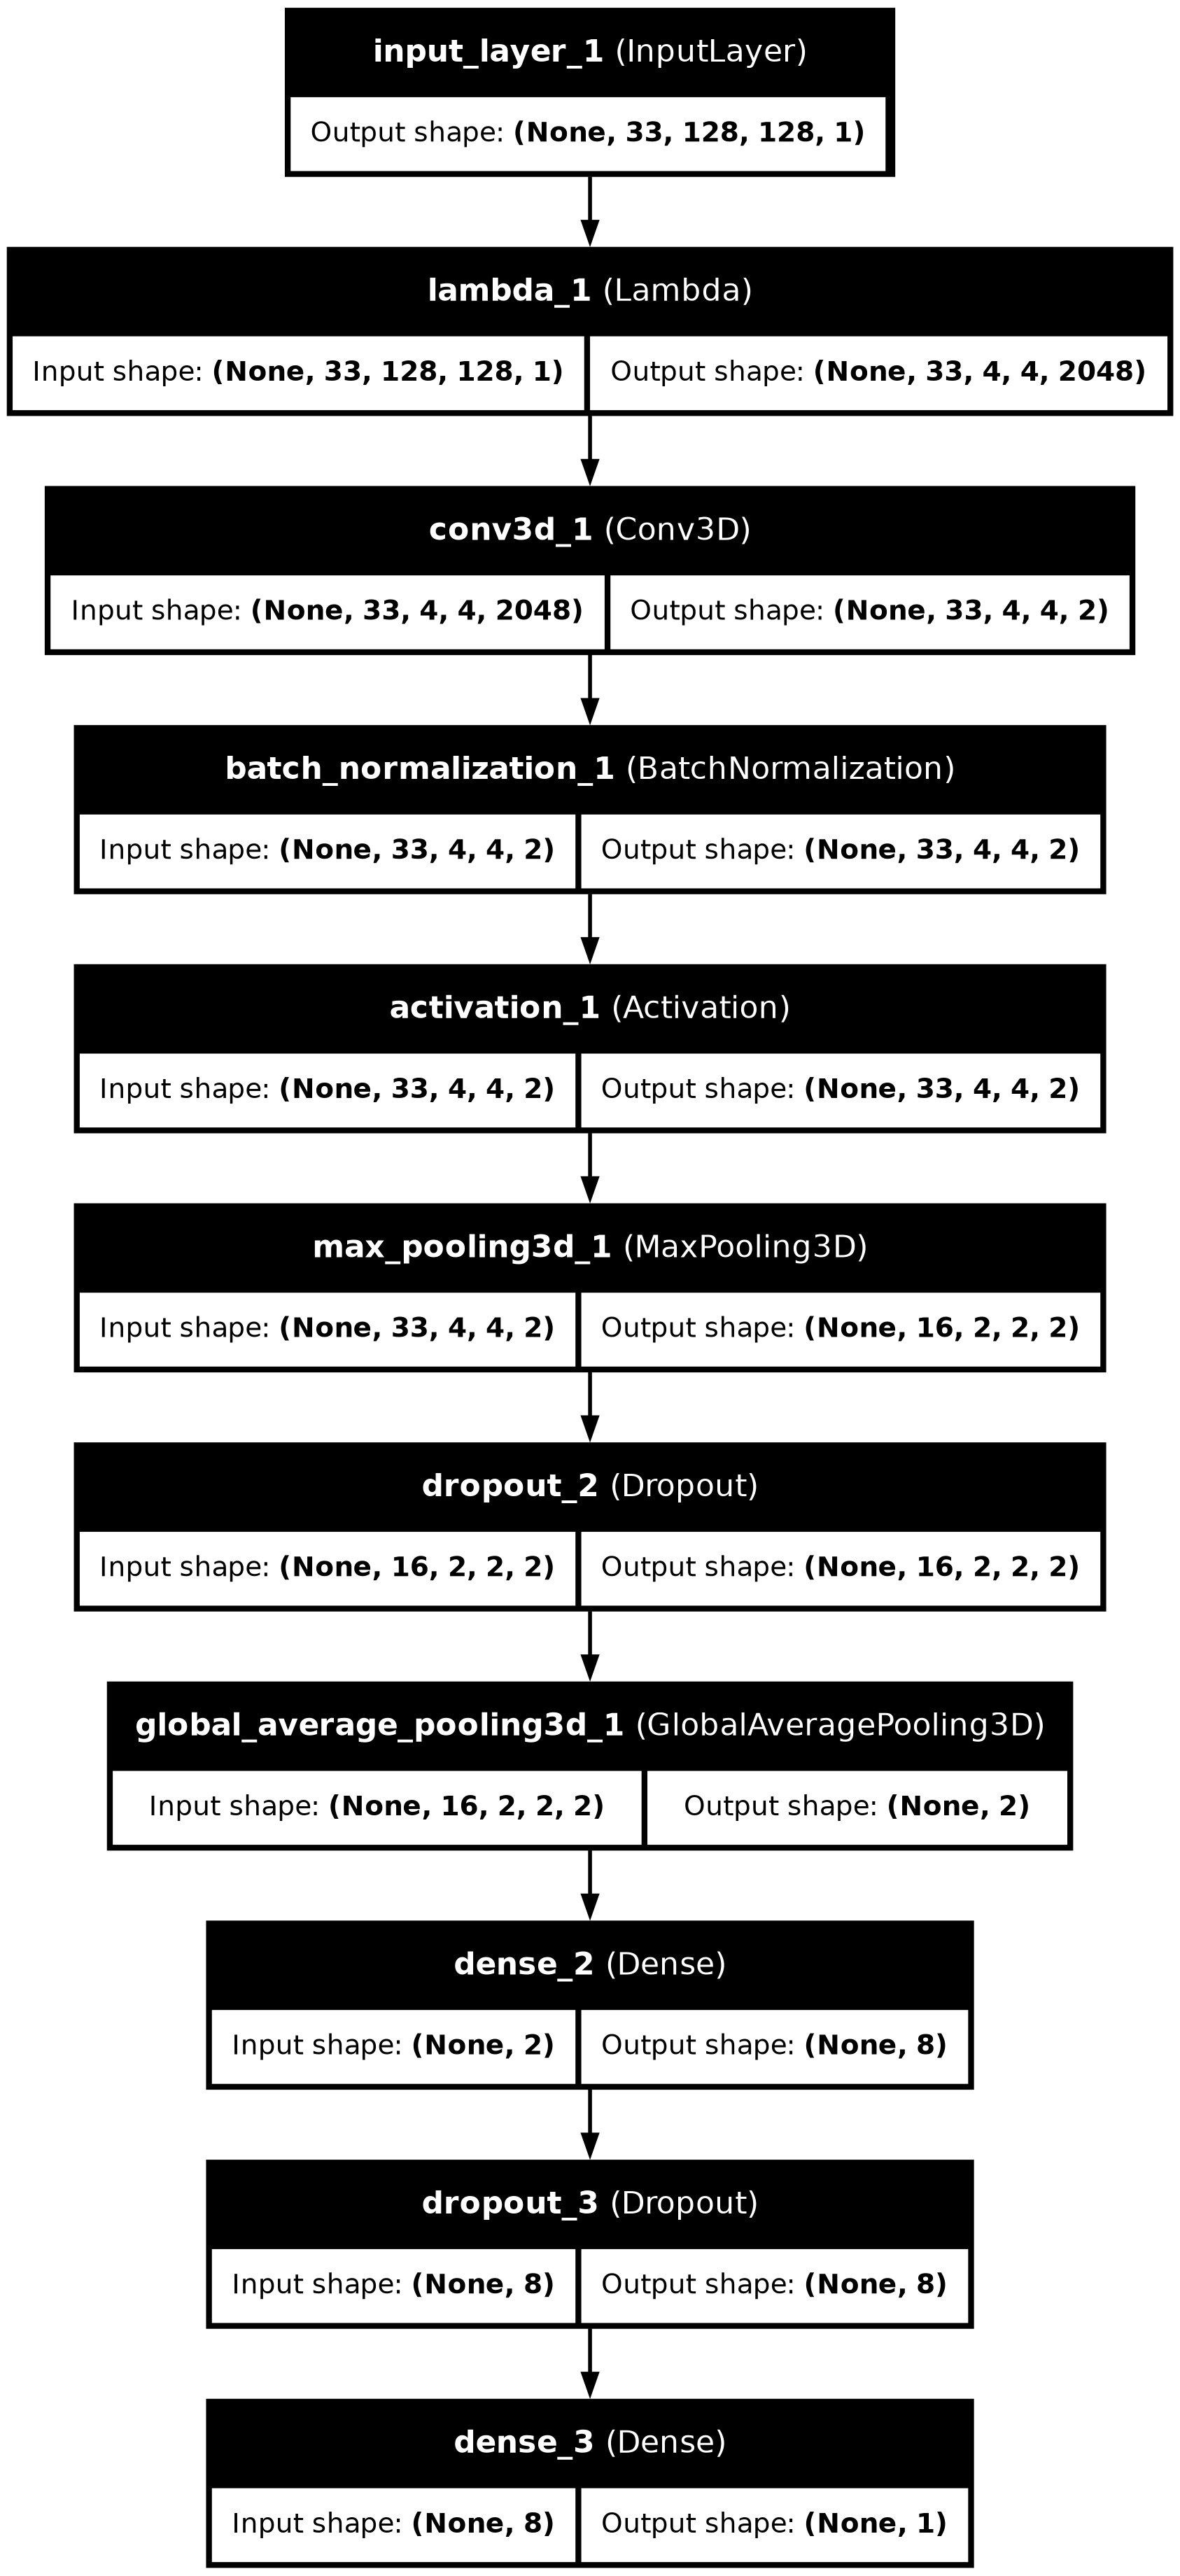 input_layer_1 (InputLayer)
Output shape: (None, 33, 128, 128, 1)
lambda_1 (Lambda)
Input shape: (None, 33, 128, 128, 1) Output shape: (None, 33, 4, 4, 2048)
conv3d_1 (Conv3D)
Input shape: (None, 33, 4, 4, 2048) Output shape: (None, 33, 4, 4, 2)
batch_normalization_1 (BatchNormalization)
Input shape: (None, 33, 4, 4, 2) Output shape: (None, 33, 4, 4, 2)
activation_1 (Activation)
Input shape: (None, 33, 4, 4, 2) Output shape: (None, 33, 4, 4, 2)
max_pooling3d_1 (MaxPooling3D)
Input shape: (None, 33, 4, 4, 2) Output shape: (None, 16, 2, 2, 2)
dropout_2 (Dropout)
Input shape: (None, 16, 2, 2, 2) Output shape: (None, 16, 2, 2, 2)
global_average_pooling3d_1 (GlobalAveragePooling3D)
Input shape: (None, 16, 2, 2, 2) Output shape: (None, 2)
dense_2 (Dense)
Input shape: (None, 2) Output shape: (None, 8)
dropout_3 (Dropout)
Input shape: (None, 8) Output shape: (None, 8)
dense_3 (Dense)
Input shape: (None, 8) Output shape: (None, 1)